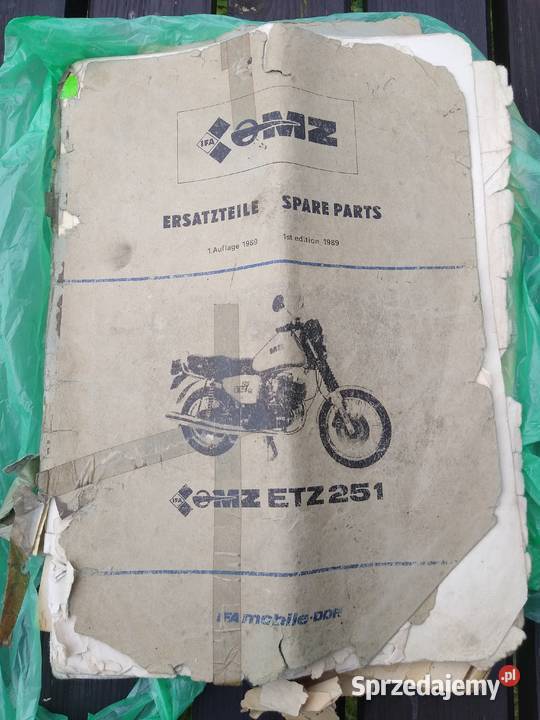 IFA MZ
ERSATZTEILE SPARE PARTS
1. Auflage 1989 1st edition 1989
MZ
IFA MZ ETZ 251
IFA mobile-DDR
Sprzedajemy.pl